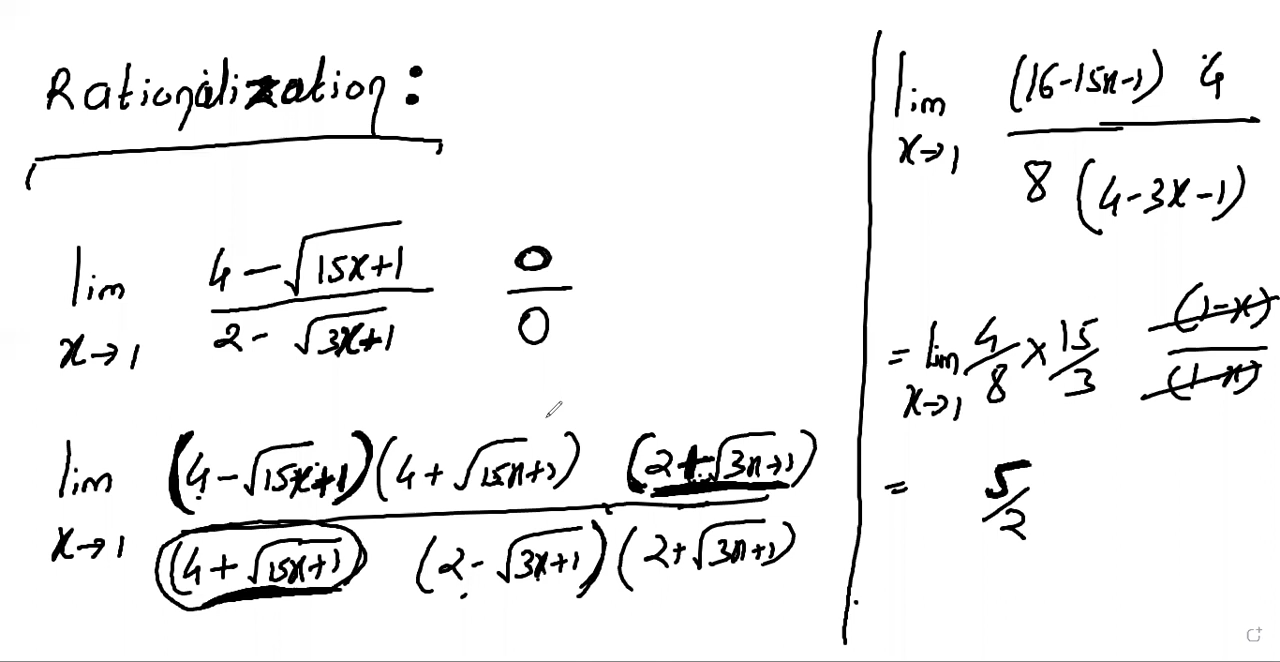 Rationalization:
lim x→1 (4 - √(15x+1)) / (2 - √(3x+1)) 0/0
lim x→1 (4 - √(15x+1)) (4 + √(15x+1)) (2 + √(3x+1)) / (4 + √(15x+1)) (2 - √(3x+1)) (2 + √(3x+1))
lim x→1 (16-15x-1) 4 / 8 (4-3x-1)
= lim x→1 4/8 × 15/3 (1-x)/(1-x)
= 5/2